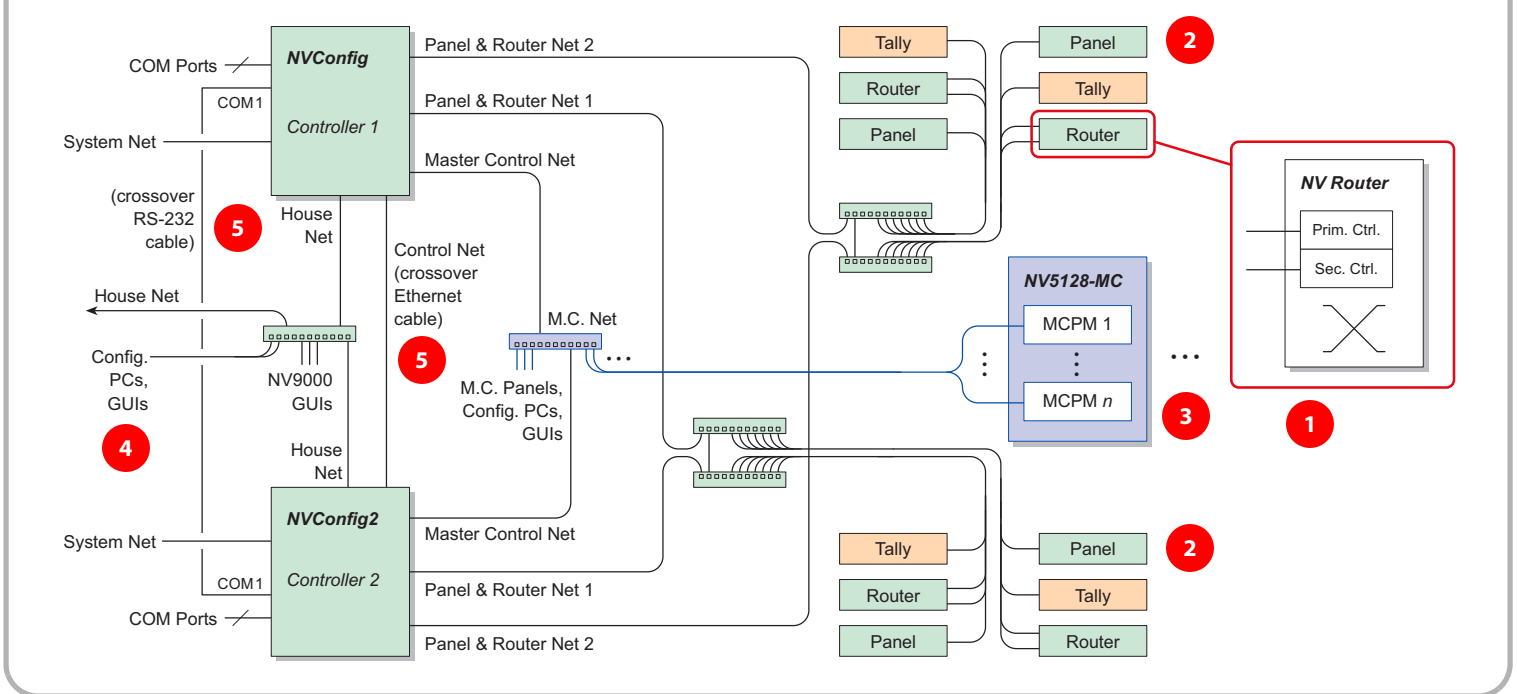 NVConfig
Controller 1
COM Ports
COM1
System Net
(crossover
RS-232
cable)
5
House
Net
Panel & Router Net 2
Panel & Router Net 1
Master Control Net
Control Net
(crossover
Ethernet
cable)
5
House Net
Config.
PCs,
GUIs
4
NV9000
GUIs
House
Net
M.C. Net
M.C. Panels,
Config. PCs,
GUIs
NVConfig2
Controller 2
System Net
COM1
COM Ports
Master Control Net
Panel & Router Net 1
Panel & Router Net 2
Tally
Router
Panel
Panel
2
Tally
Router
NV Router
Prim. Ctrl.
Sec. Ctrl.
1
NV5128-MC
MCPM 1
MCPM n
3
Tally
Router
Panel
Panel
2
Tally
Router